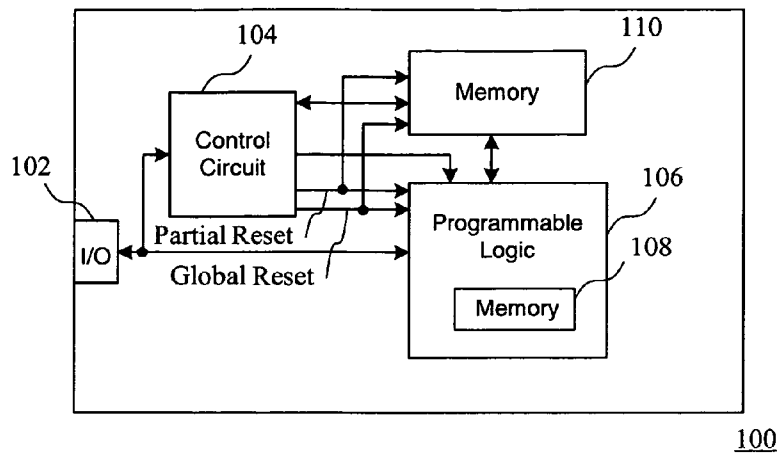 104
110
Memory
Control
Circuit
102
106
Partial Reset
Programmable
Logic
I/O
108
Global Reset
Memory
100